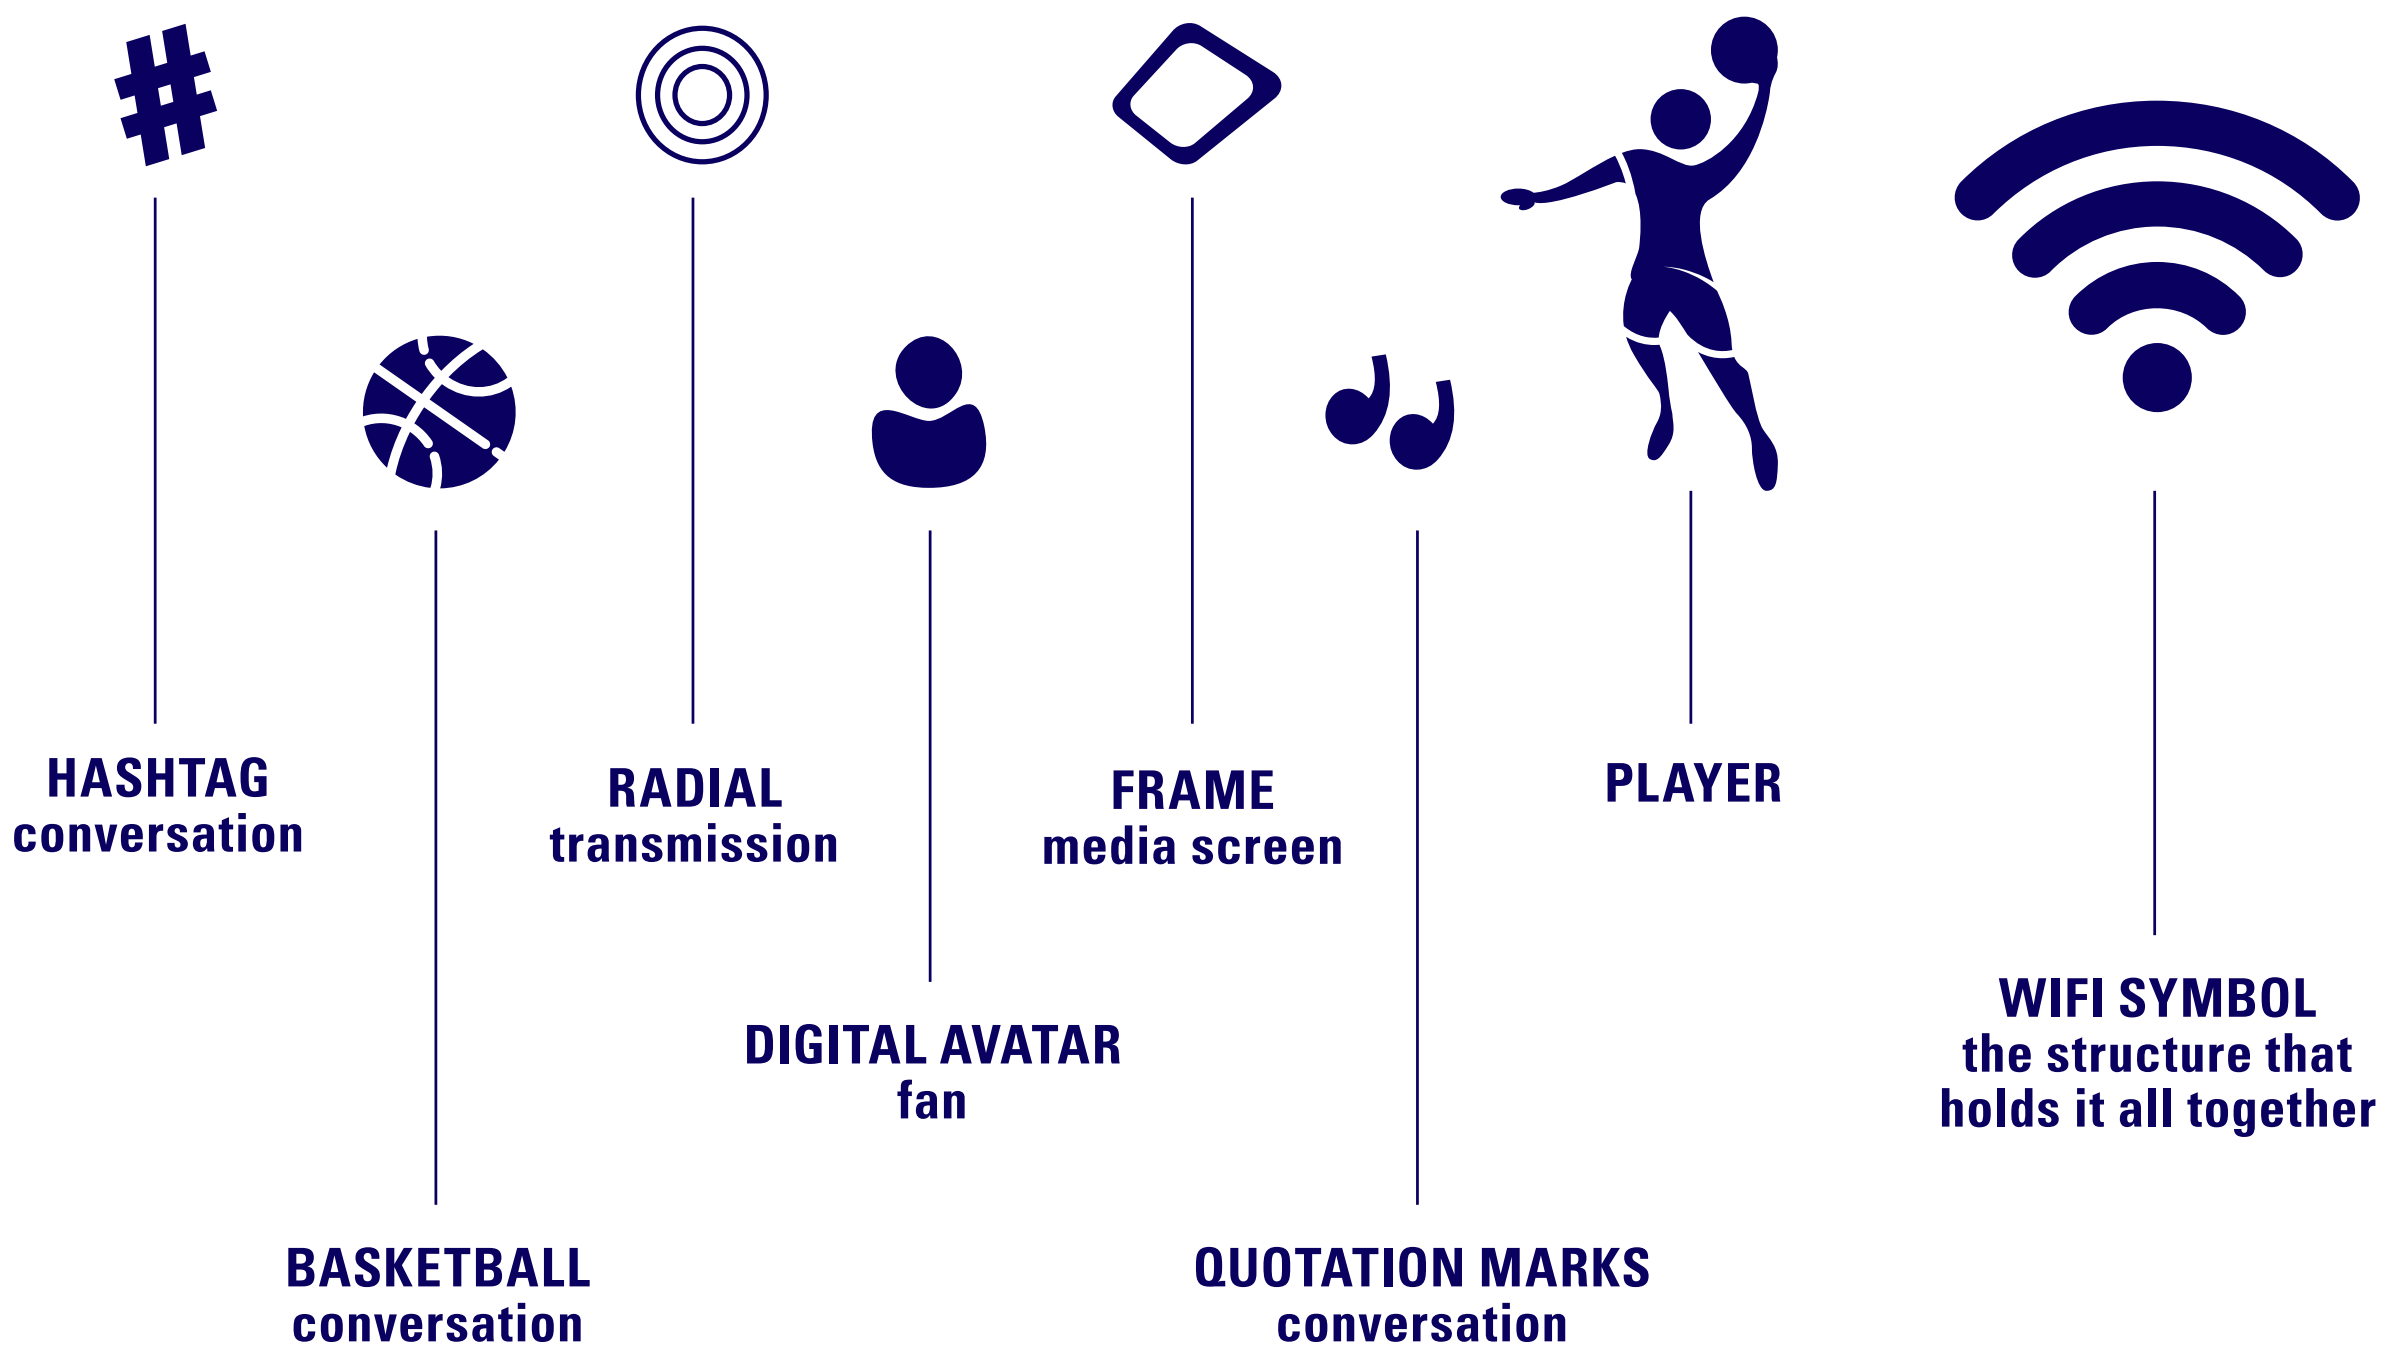 HASHTAG
conversation
RADIAL
transmission
FRAME
media screen
PLAYER
DIGITAL AVATAR
fan
WIFI SYMBOL
the structure that
holds it all together
BASKETBALL
conversation
QUOTATION MARKS
conversation